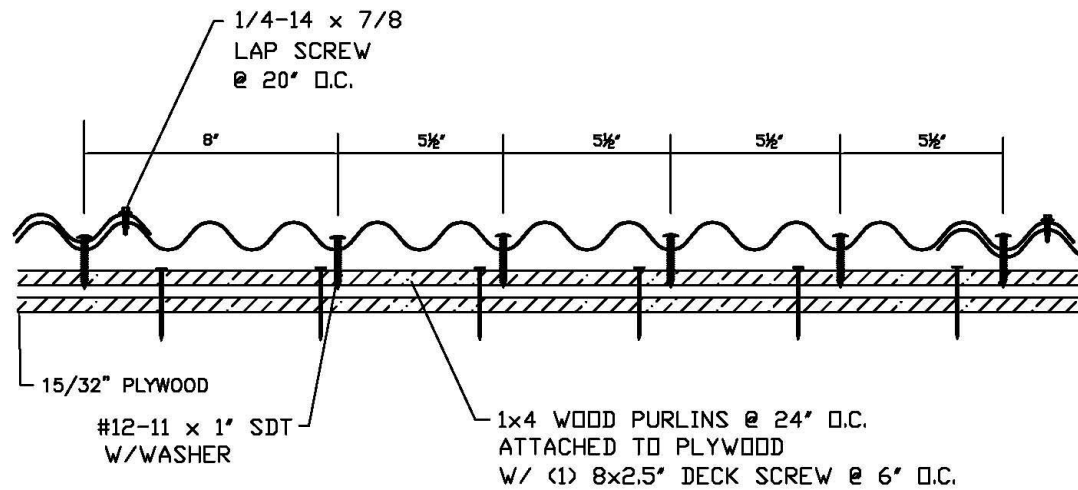 1/4-14 x 7/8
LAP SCREW
@ 20" O.C.
8"
5½"
5½"
5½"
5½"
15/32" PLYWOOD
#12-11 x 1" SDT
W/WASHER
1x4 WOOD PURLINS @ 24" O.C.
ATTACHED TO PLYWOOD
W/ (1) 8x2.5" DECK SCREW @ 6" O.C.